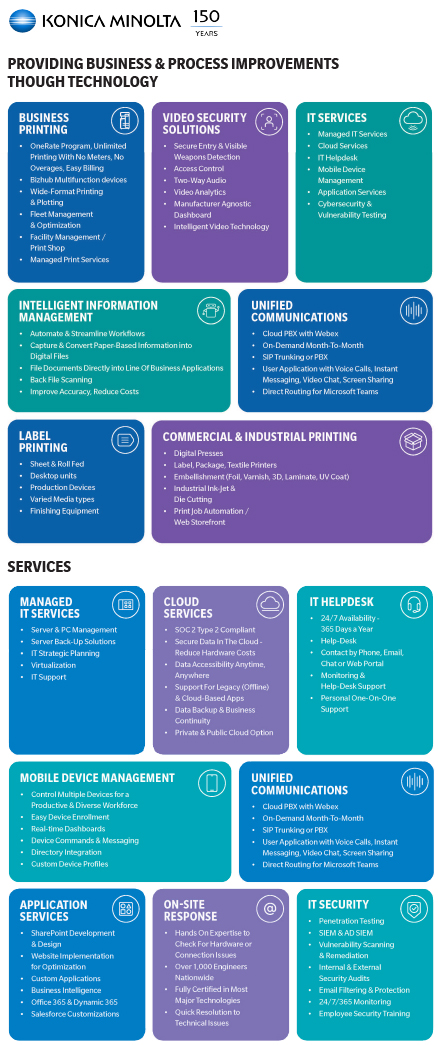 KONICA MINOLTA
150
YEARS
PROVIDING BUSINESS & PROCESS IMPROVEMENTS
THOUGH TECHNOLOGY
BUSINESS
PRINTING
• OneRate Program, Unlimited
Printing With No Meters, No
Overages, Easy Billing
• Bizhub Multifunction devices
• Wide-Format Printing
& Plotting
• Fleet Management
& Optimization
• Facility Management /
Print Shop
• Managed Print Services
VIDEO SECURITY
SOLUTIONS
• Secure Entry & Visible
Weapons Detection
• Access Control
• Two-Way Audio
• Video Analytics
• Manufacturer Agnostic
Dashboard
• Intelligent Video Technology
IT SERVICES
• Managed IT Services
• Cloud Services
• IT Helpdesk
• Mobile Device
Management
• Application Services
• Cybersecurity &
Vulnerability Testing
INTELLIGENT INFORMATION
MANAGEMENT
• Automate & Streamline Workflows
• Capture & Convert Paper-Based Information into
Digital Files
• File Documents Directly into Line Of Business Applications
• Back File Scanning
• Improve Accuracy, Reduce Costs
UNIFIED
COMMUNICATIONS
• Cloud PBX with Webex
• On-Demand Month-To-Month
• SIP Trunking or PBX
• User Application with Voice Calls, Instant
Messaging, Video Chat, Screen Sharing
• Direct Routing for Microsoft Teams
LABEL
PRINTING
• Sheet & Roll Fed
• Desktop units
• Production Devices
• Varied Media types
• Finishing Equipment
COMMERCIAL & INDUSTRIAL PRINTING
• Digital Presses
• Label, Package, Textile Printers
• Embellishment (Foil, Varnish, 3D, Laminate, UV Coat)
• Industrial Ink-Jet &
Die Cutting
• Print Job Automation /
Web Storefront
SERVICES
MANAGED
IT SERVICES
• Server & PC Management
• Server Back-Up Solutions
• IT Strategic Planning
• Virtualization
• IT Support
CLOUD
SERVICES
• SOC 2 Type 2 Compliant
• Secure Data In The Cloud -
Reduce Hardware Costs
• Data Accessibility Anytime,
Anywhere
• Support For Legacy (Offline)
& Cloud-Based Apps
• Data Backup & Business
Continuity
• Private & Public Cloud Option
IT HELPDESK
• 24/7 Availability -
365 Days a Year
• Help-Desk
• Contact by Phone, Email,
Chat or Web Portal
• Monitoring &
Help-Desk Support
• Personal One-On-One
Support
MOBILE DEVICE MANAGEMENT
• Control Multiple Devices for a
Productive & Diverse Workforce
• Easy Device Enrollment
• Real-time Dashboards
• Device Commands & Messaging
• Directory Integration
• Custom Device Profiles
UNIFIED
COMMUNICATIONS
• Cloud PBX with Webex
• On-Demand Month-To-Month
• SIP Trunking or PBX
• User Application with Voice Calls, Instant
Messaging, Video Chat, Screen Sharing
• Direct Routing for Microsoft Teams
APPLICATION
SERVICES
• SharePoint Development
& Design
• Website Implementation
for Optimization
• Custom Applications
• Business Intelligence
• Office 365 & Dynamic 365
• Salesforce Customizations
ON-SITE
RESPONSE
@
• Hands On Expertise to
Check For Hardware or
Connection Issues
• Over 1,000 Engineers
Nationwide
• Fully Certified in Most
Major Technologies
• Quick Resolution to
Technical Issues
IT SECURITY
• Penetration Testing
• SIEM & AD SIEM
• Vulnerability Scanning
& Remediation
• Internal & External
Security Audits
• Email Filtering & Protection
• 24/7/365 Monitoring
• Employee Security Training